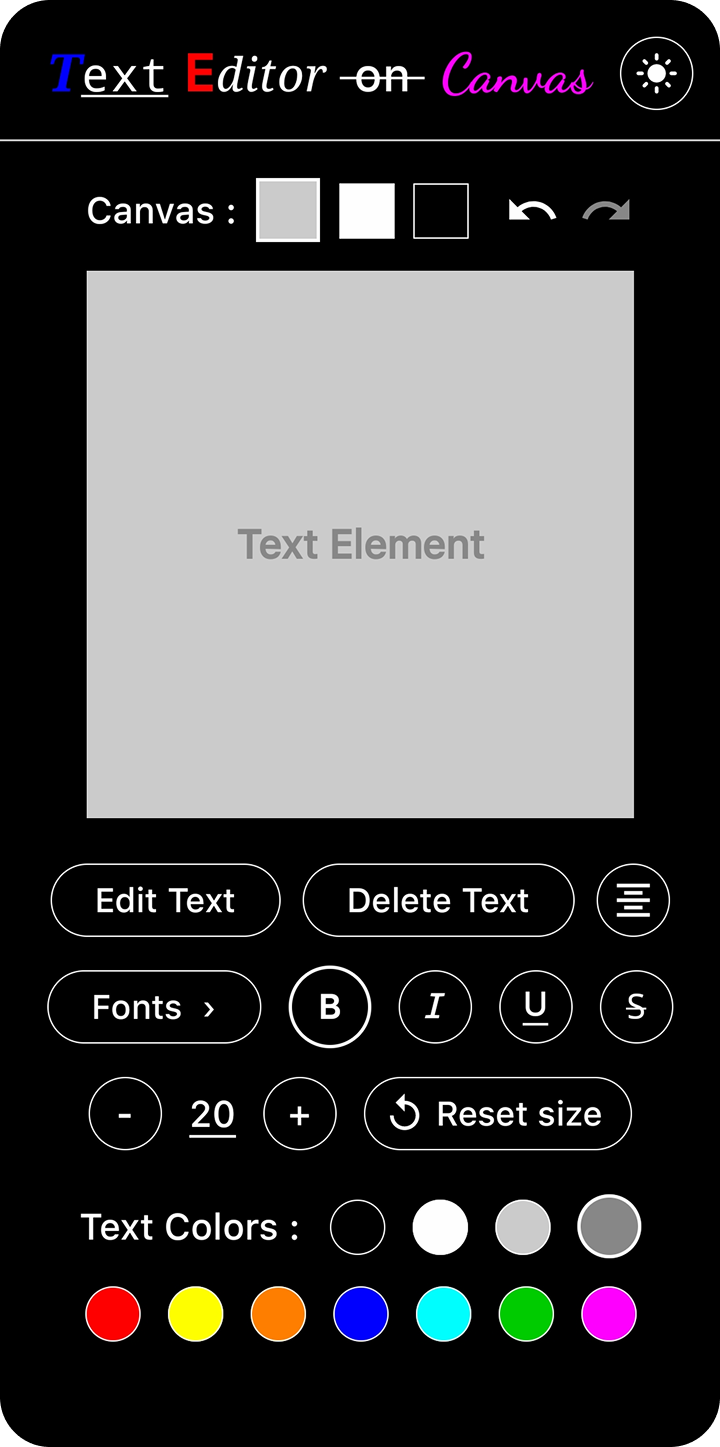 Text Editor on Canvas
Canvas :
Text Element
Edit Text Delete Text
Fonts › B I U S
- 20 + Reset size
Text Colors :